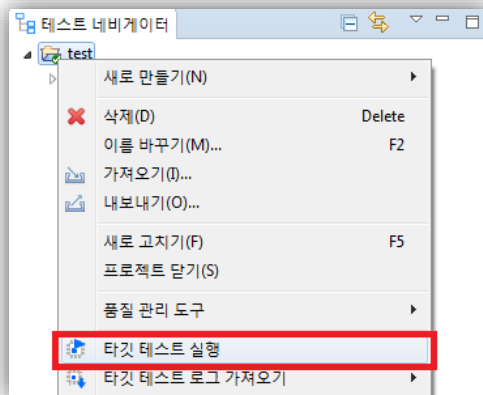 테스트 네비게이터
test
새로 만들기(N)
삭제(D) Delete
이름 바꾸기(M)... F2
가져오기(I)...
내보내기(O)...
새로 고치기(F) F5
프로젝트 닫기(S)
품질 관리 도구
타깃 테스트 실행
타깃 테스트 로그 가져오기